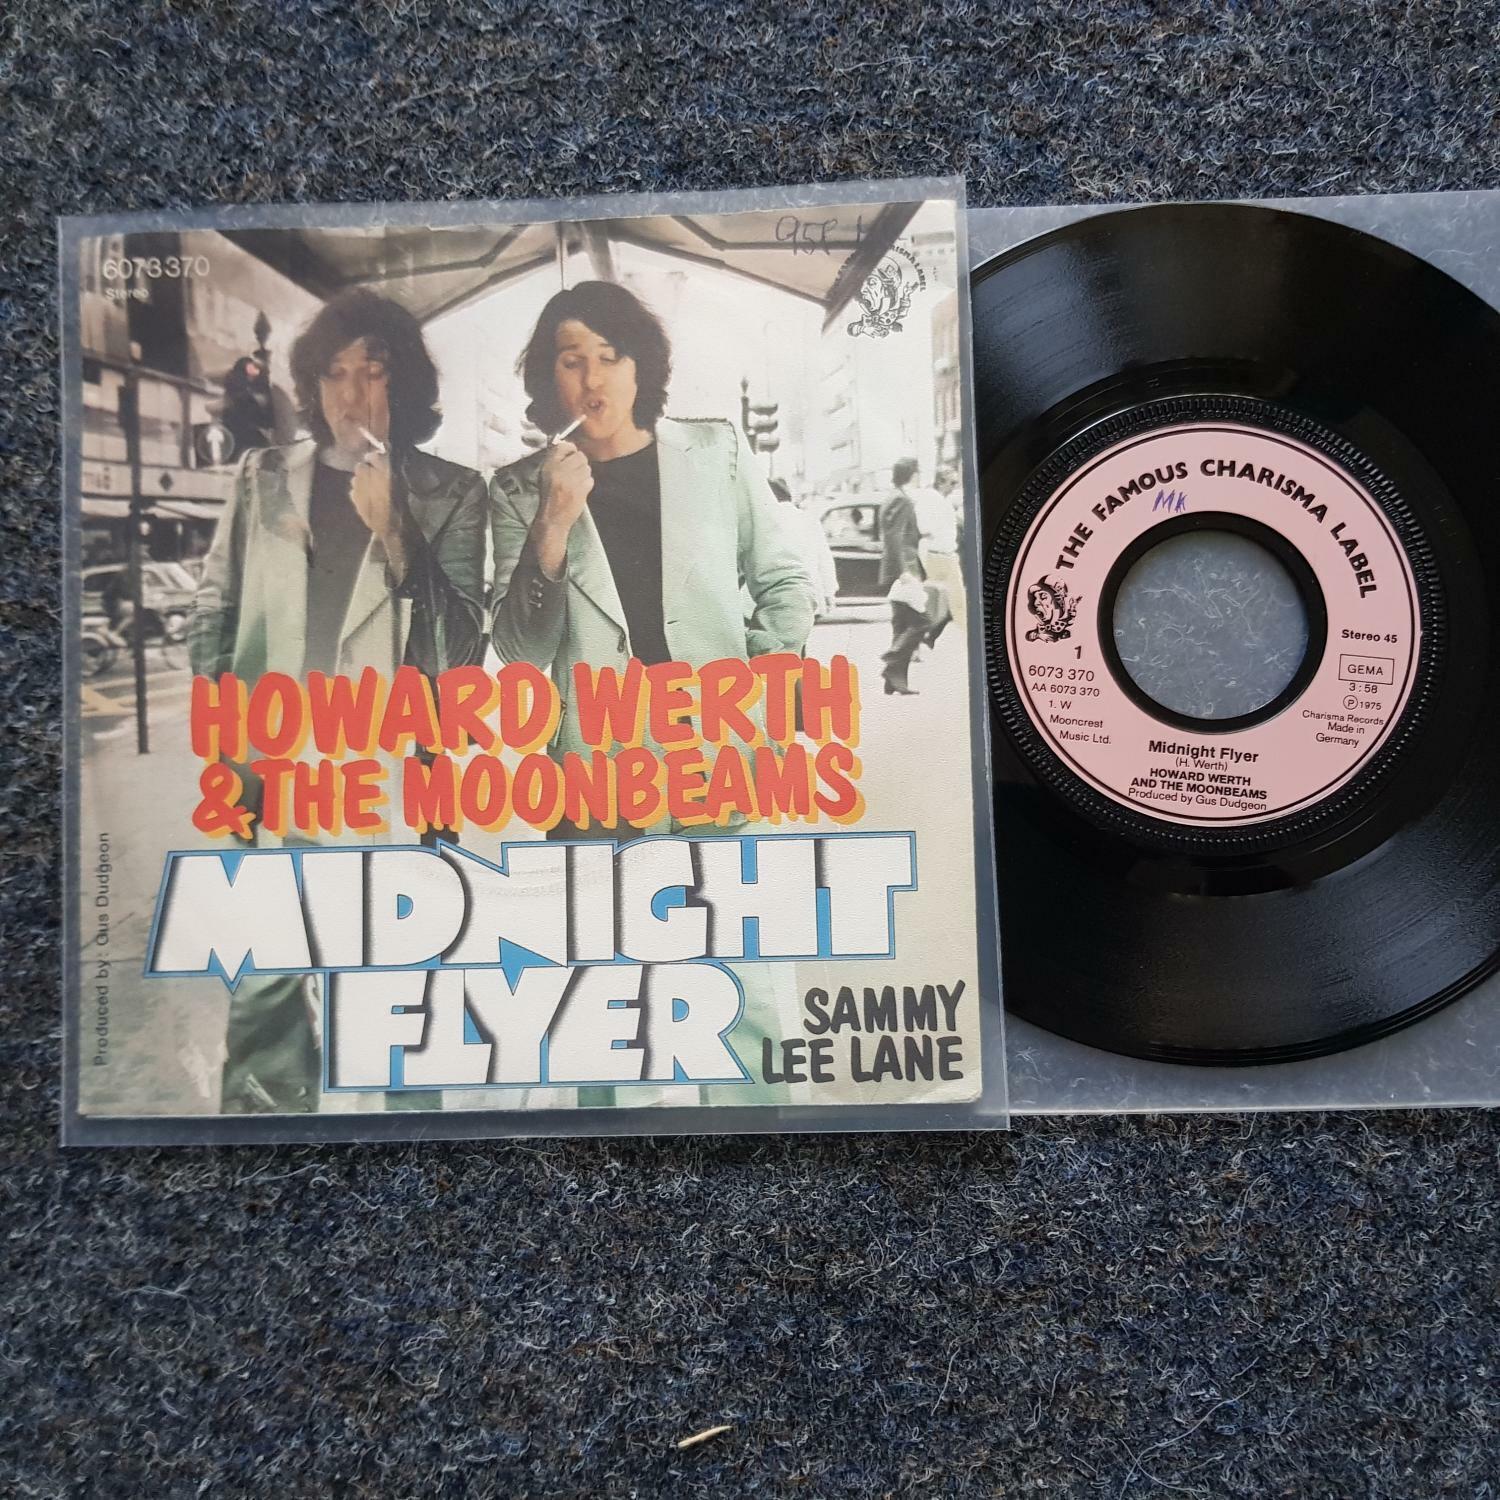 6073370
Stereo
HOWARD WERTH
& THE MOONBEAMS
MIDNIGHT
FLYER
SAMMY
LEE LANE
Produced by: Gus Dudgeon
THE FAMOUS CHARISMA LABEL
MK
1
6073 370
AA 6073 370
1. W
Mooncrest
Music Ltd.
Stereo 45
GEMA
3:58
Ⓟ 1975
Charisma Records
Made in
Germany
Midnight Flyer
(H. Werth)
HOWARD WERTH
AND THE MOONBEAMS
Produced by Gus Dudgeon